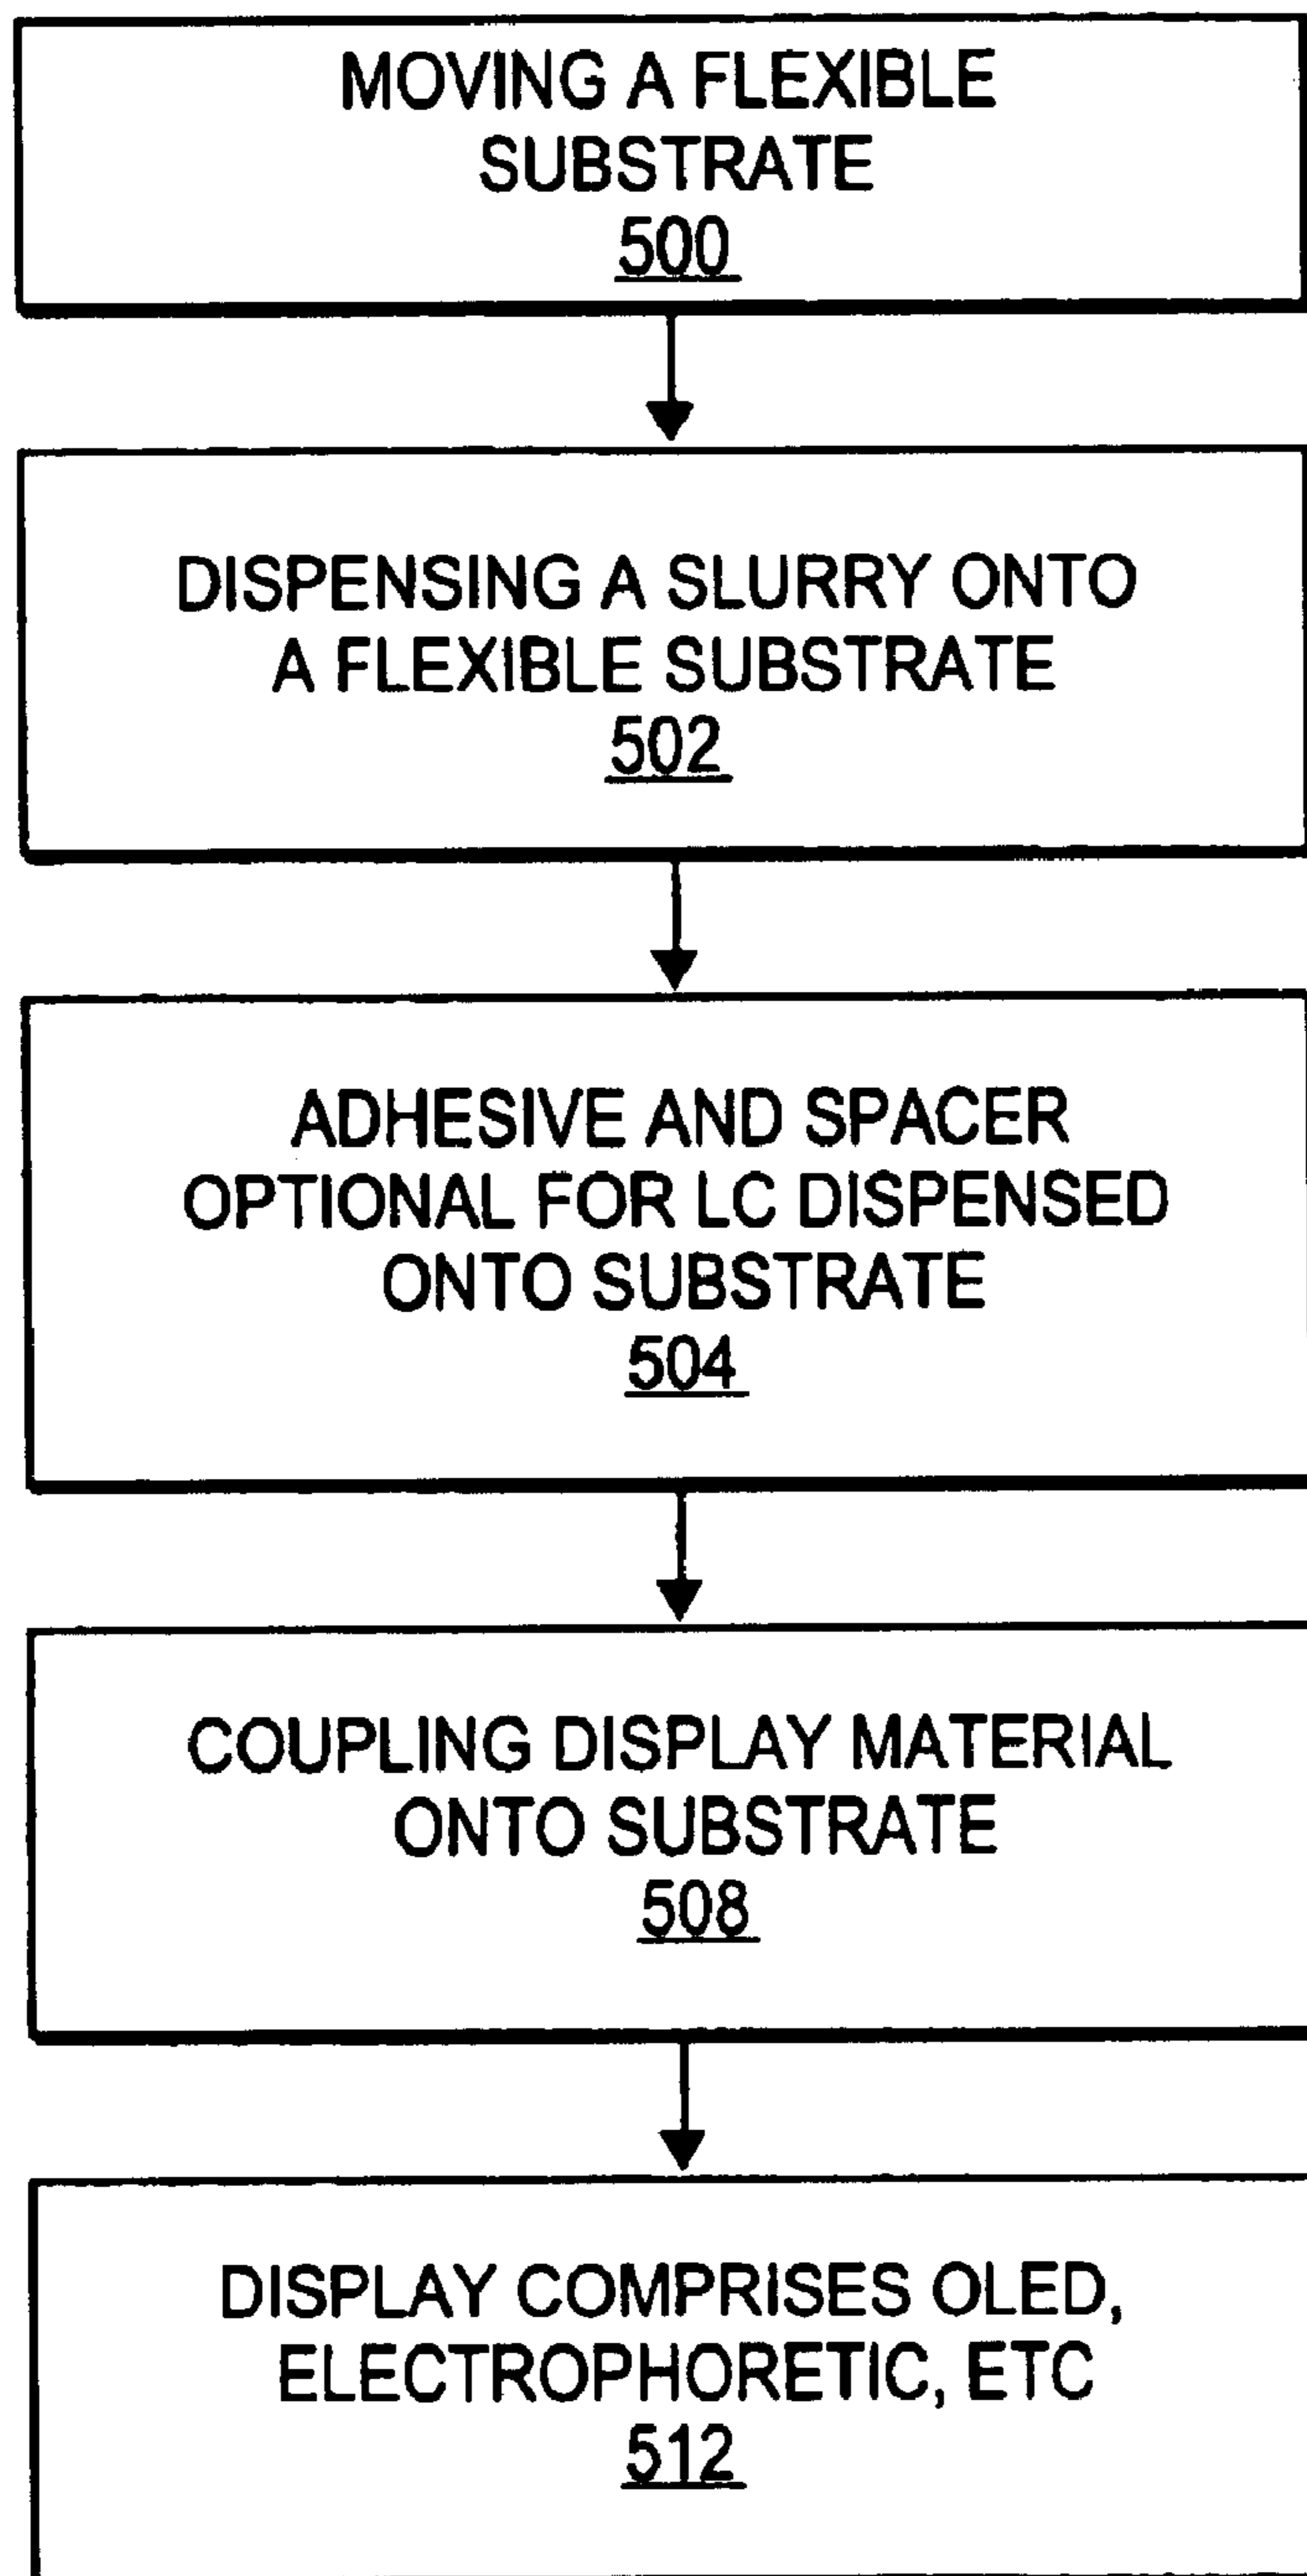 MOVING A FLEXIBLE
SUBSTRATE
500
DISPENSING A SLURRY ONTO
A FLEXIBLE SUBSTRATE
502
ADHESIVE AND SPACER
OPTIONAL FOR LC DISPENSED
ONTO SUBSTRATE
504
COUPLING DISPLAY MATERIAL
ONTO SUBSTRATE
508
DISPLAY COMPRISES OLED,
ELECTROPHORETIC, ETC
512